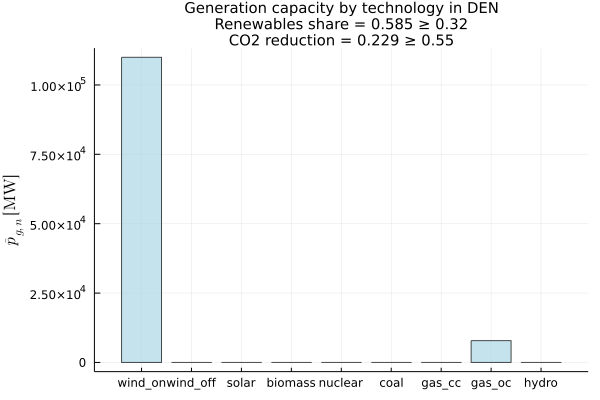 Generation capacity by technology in DEN
Renewables share = 0.585 ≥ 0.32
CO2 reduction = 0.229 ≥ 0.55
p̄_{g,n} [MW]
1.00×10⁵
7.50×10⁴
5.00×10⁴
2.50×10⁴
0
wind_on wind_off solar biomass nuclear coal gas_cc gas_oc hydro